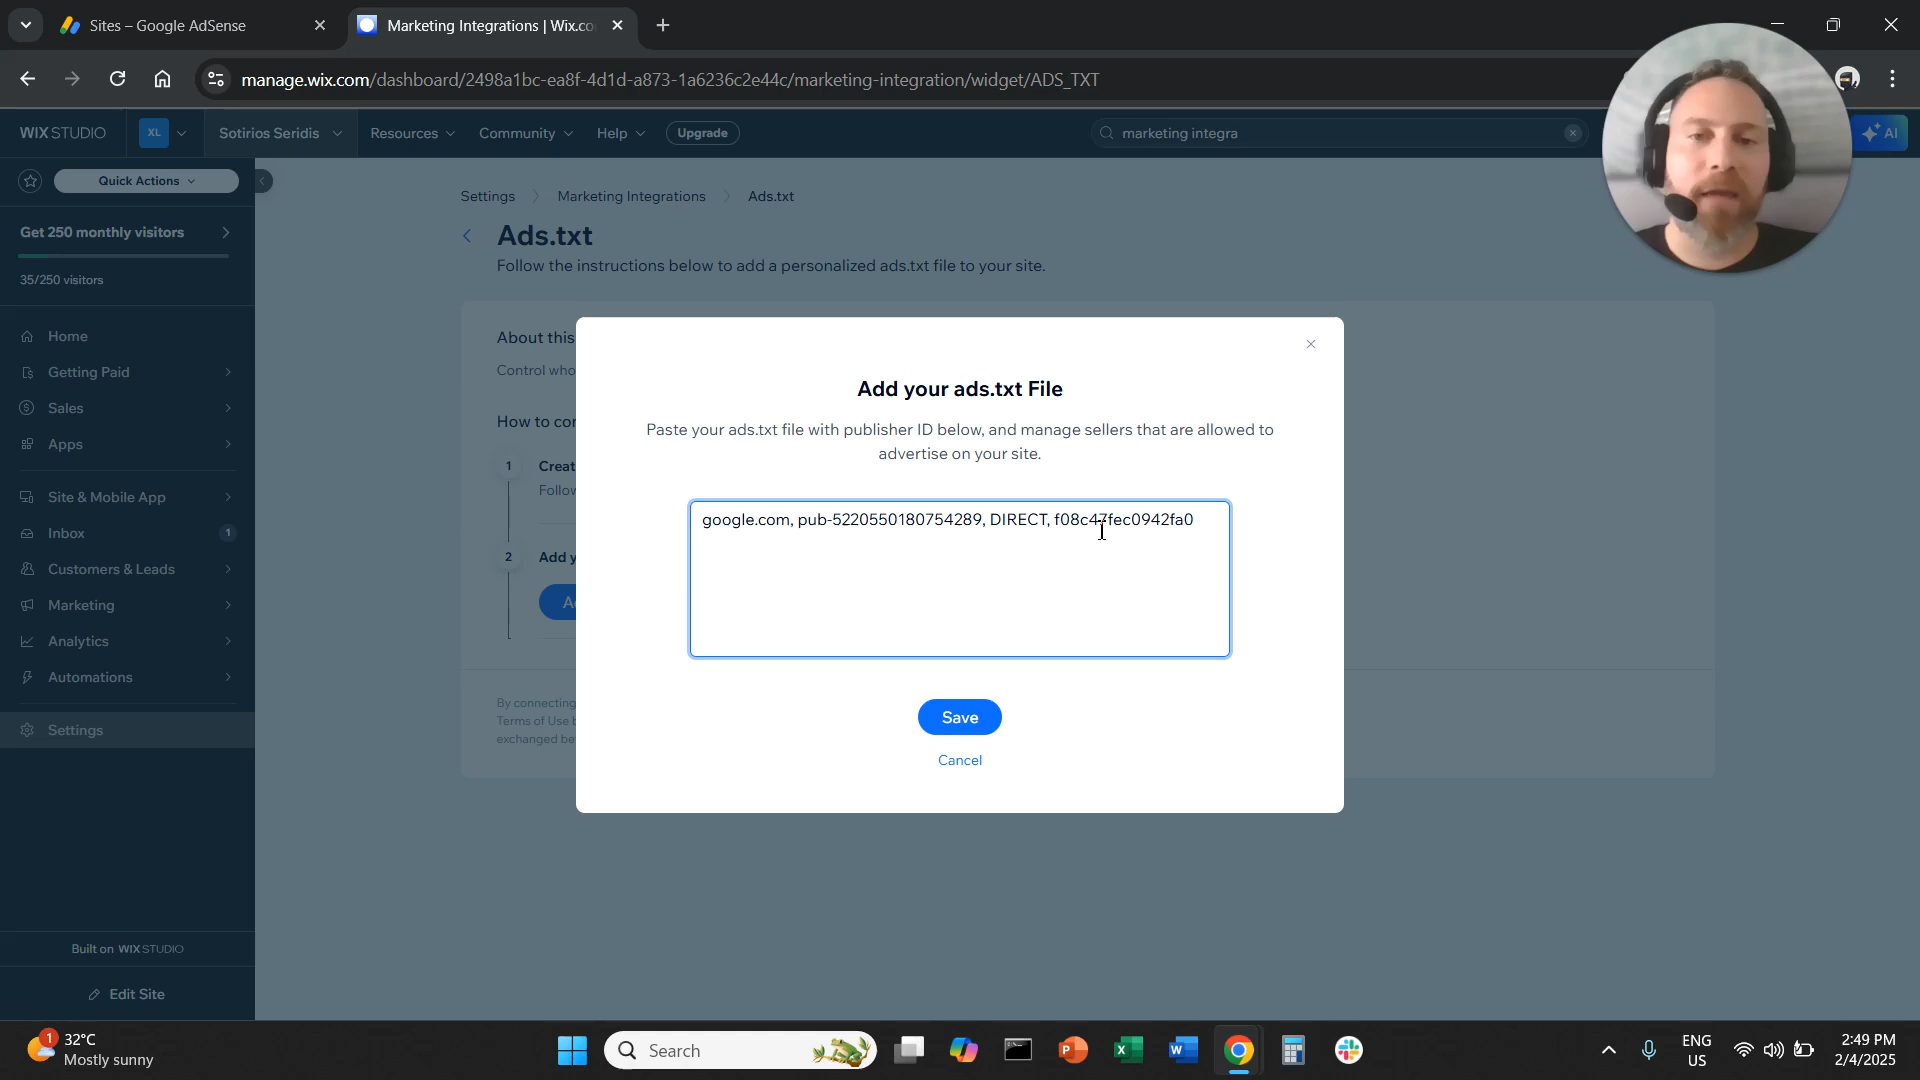 Sites – Google AdSense
Marketing Integrations | Wix.co
manage.wix.com/dashboard/2498a1bc-ea8f-4d1d-a873-1a6236c2e44c/marketing-integration/widget/ADS_TXT
WIX STUDIO
XL
Sotirios Seridis
Resources
Community
Help
Upgrade
marketing integra
AI
Quick Actions
Get 250 monthly visitors
35/250 visitors
Home
Getting Paid
Sales
Apps
Site & Mobile App
Inbox
1
Customers & Leads
Marketing
Analytics
Automations
Settings
Built on WIX STUDIO
Edit Site
Settings
Marketing Integrations
Ads.txt
Ads.txt
Follow the instructions below to add a personalized ads.txt file to your site.
About this
Control who
How to con
1
Creat
Follow
2
Add y
By connecting
Terms of Use
exchanged be
Add your ads.txt File
Paste your ads.txt file with publisher ID below, and manage sellers that are allowed to
advertise on your site.
google.com, pub-5220550180754289, DIRECT, f08c47fec0942fa0
Save
Cancel
1
32°C
Mostly sunny
Search
ENG
US
2:49 PM
2/4/2025